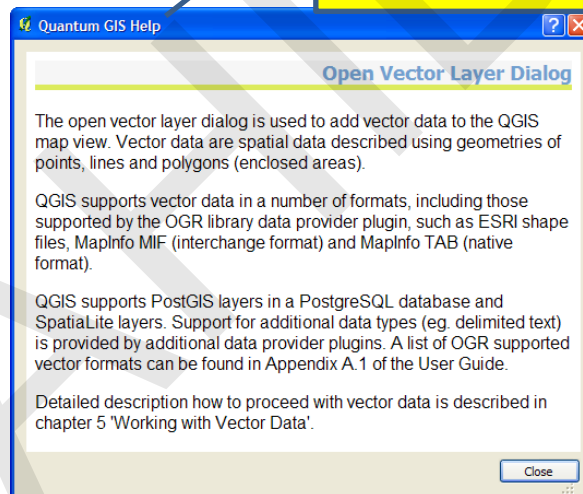 Quantum GIS Help
Open Vector Layer Dialog
The open vector layer dialog is used to add vector data to the QGIS
map view. Vector data are spatial data described using geometries of
points, lines and polygons (enclosed areas).
QGIS supports vector data in a number of formats, including those
supported by the OGR library data provider plugin, such as ESRI shape
files, MapInfo MIF (interchange format) and MapInfo TAB (native
format).
QGIS supports PostGIS layers in a PostgreSQL database and
SpatiaLite layers. Support for additional data types (eg. delimited text)
is provided by additional data provider plugins. A list of OGR supported
vector formats can be found in Appendix A.1 of the User Guide.
Detailed description how to proceed with vector data is described in
chapter 5 'Working with Vector Data'.
Close